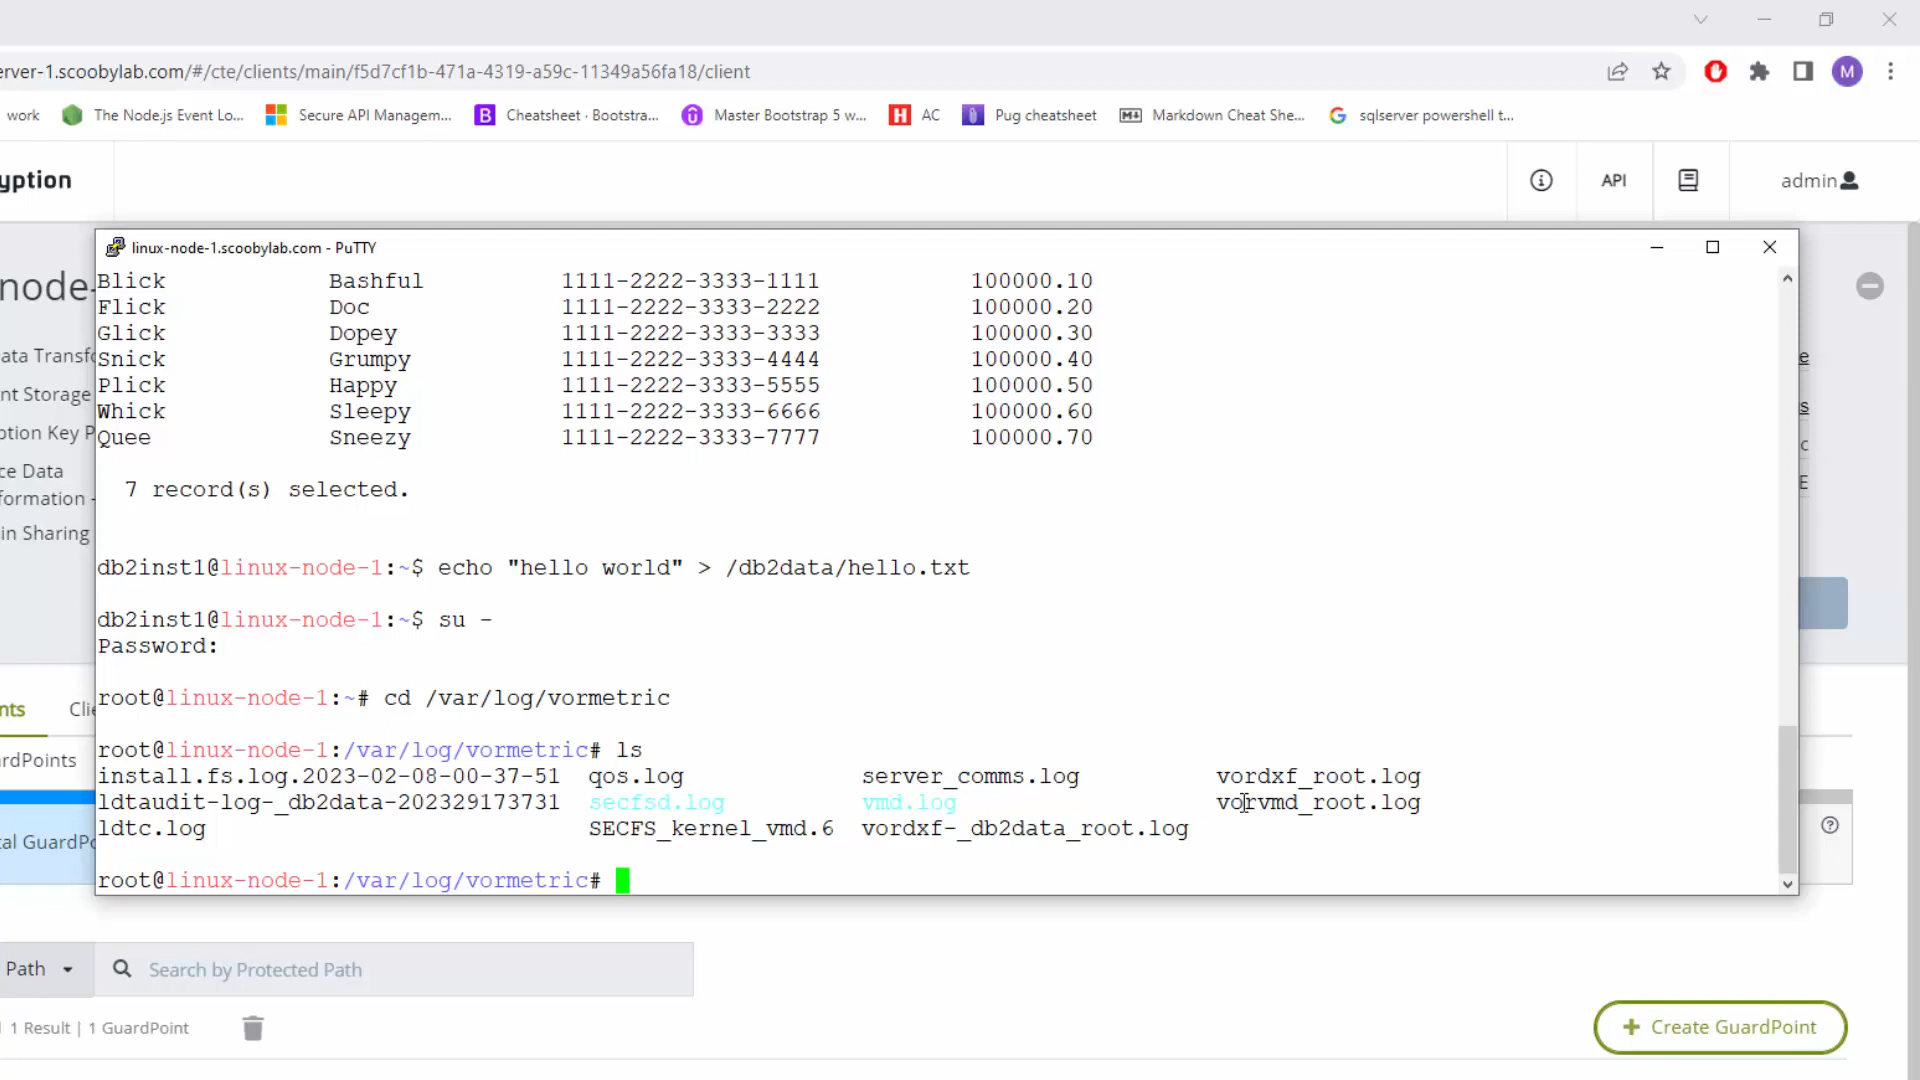 erver-1.scoobylab.com/#/cte/clients/main/f5d7cf1b-471a-4319-a59c-11349a56fa18/client
M
work The Node.js Event Lo... Secure API Managem... B Cheatsheet · Bootstra... Master Bootstrap 5 w... H AC Pug cheatsheet Markdown Cheat She... G sqlserver powershell t...
yption API admin
linux-node-1.scoobylab.com - PuTTY
node-
ata Transfo
nt Storage
ption Key P
ce Data
formation -
in Sharing
e
s
c
E
Blick Bashful 1111-2222-3333-1111 100000.10
Flick Doc 1111-2222-3333-2222 100000.20
Glick Dopey 1111-2222-3333-3333 100000.30
Snick Grumpy 1111-2222-3333-4444 100000.40
Plick Happy 1111-2222-3333-5555 100000.50
Whick Sleepy 1111-2222-3333-6666 100000.60
Quee Sneezy 1111-2222-3333-7777 100000.70
7 record(s) selected.
db2inst1@linux-node-1:~$ echo "hello world" > /db2data/hello.txt
db2inst1@linux-node-1:~$ su -
Password:
root@linux-node-1:~# cd /var/log/vormetric
root@linux-node-1:/var/log/vormetric# ls
install.fs.log.2023-02-08-00-37-51 qos.log server_comms.log vordxf_root.log
ldtaudit-log-_db2data-202329173731 secfsd.log vmd.log vorvmd_root.log
ldtc.log SECFS_kernel_vmd.6 vordxf-_db2data_root.log
root@linux-node-1:/var/log/vormetric#
nts Clie
rdPoints
tal GuardPo
Path Search by Protected Path
1 Result | 1 GuardPoint
+ Create GuardPoint